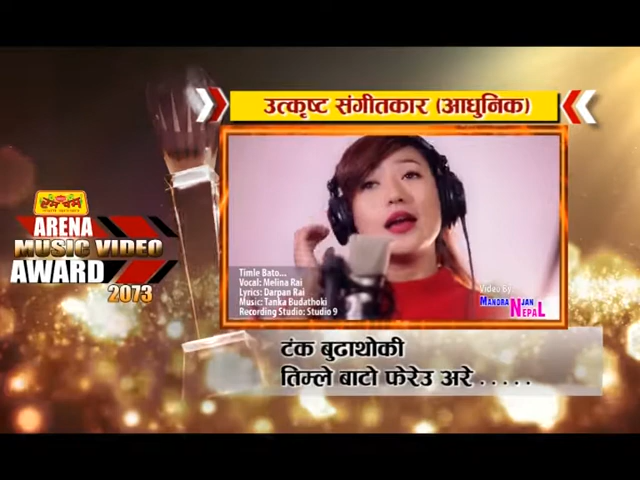 उत्कृष्ट संगीतकार (आधुनिक)
ARENA
MUSIC VIDEO
AWARD
2073
Timle Bato...
Vocal: Melina Rai
Lyrics: Darpan Rai
Music: Tanka Budathoki
Recording Studio: Studio 9
Video By:
MANORANJAN
NEPAL
टंक बुढाथोकी
तिम्ले बाटो फेरेउ अरे . . . . .